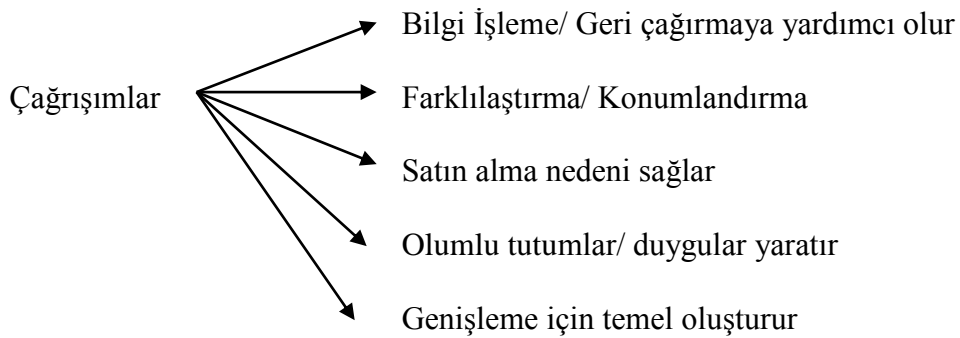 Bilgi İşleme/ Geri çağırmaya yardımcı olur
Çağrışımlar
Farklılaştırma/ Konumlandırma
Satın alma nedeni sağlar
Olumlu tutumlar/ duygular yaratır
Genişleme için temel oluşturur